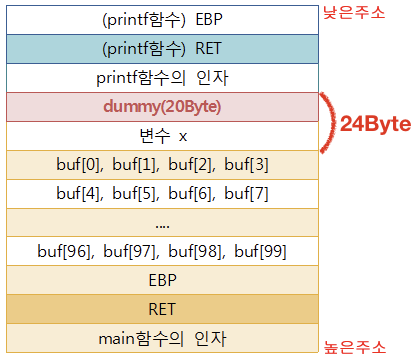 (printf함수) EBP
낮은주소
(printf함수) RET
printf함수의 인자
dummy(20Byte)
24Byte
변수 x
buf[0], buf[1], buf[2], buf[3]
buf[4], buf[5], buf[6], buf[7]
....
buf[96], buf[97], buf[98], buf[99]
EBP
RET
main함수의 인자
높은주소